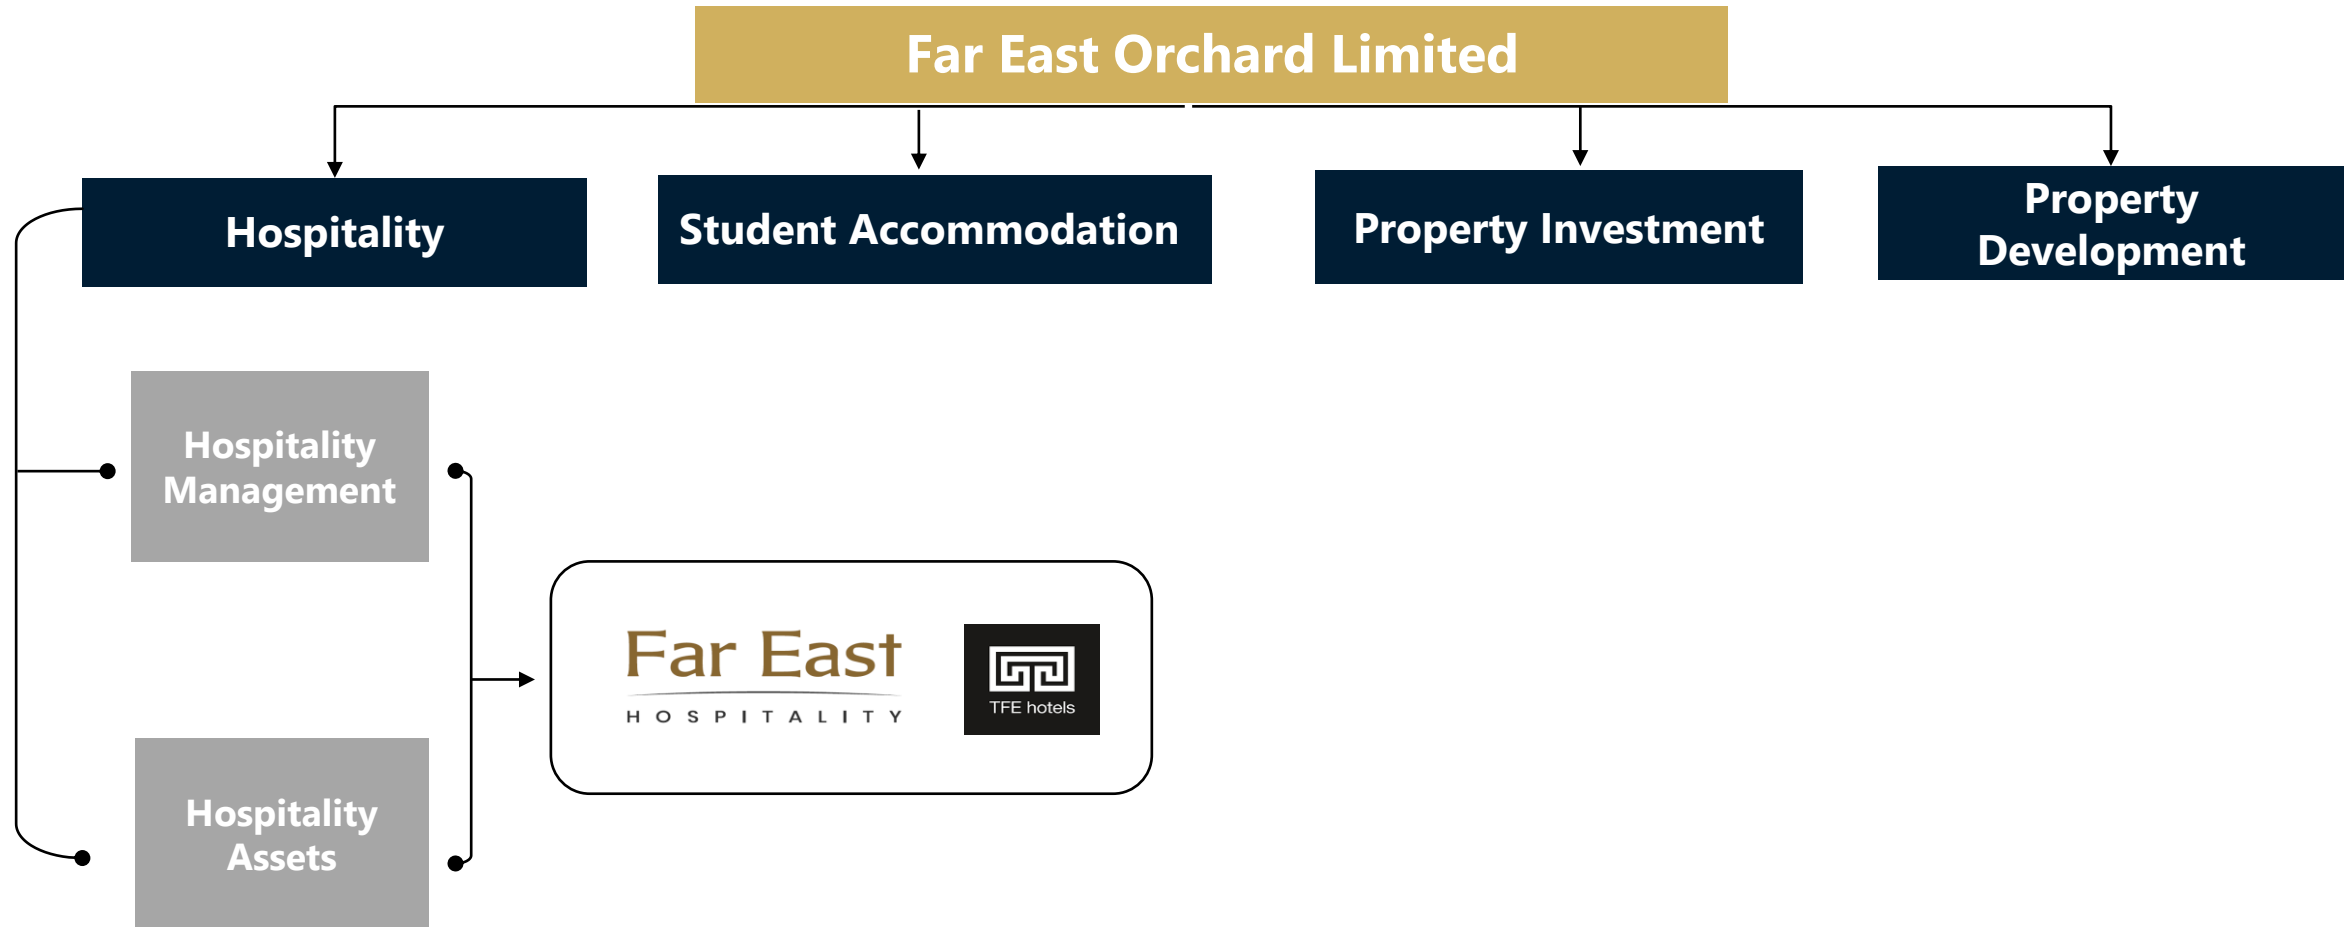 Far East Orchard Limited
Hospitality
Student Accommodation
Property Investment
Property
Development
Hospitality
Management
Far East
HOSPITALITY
TFE hotels
Hospitality
Assets